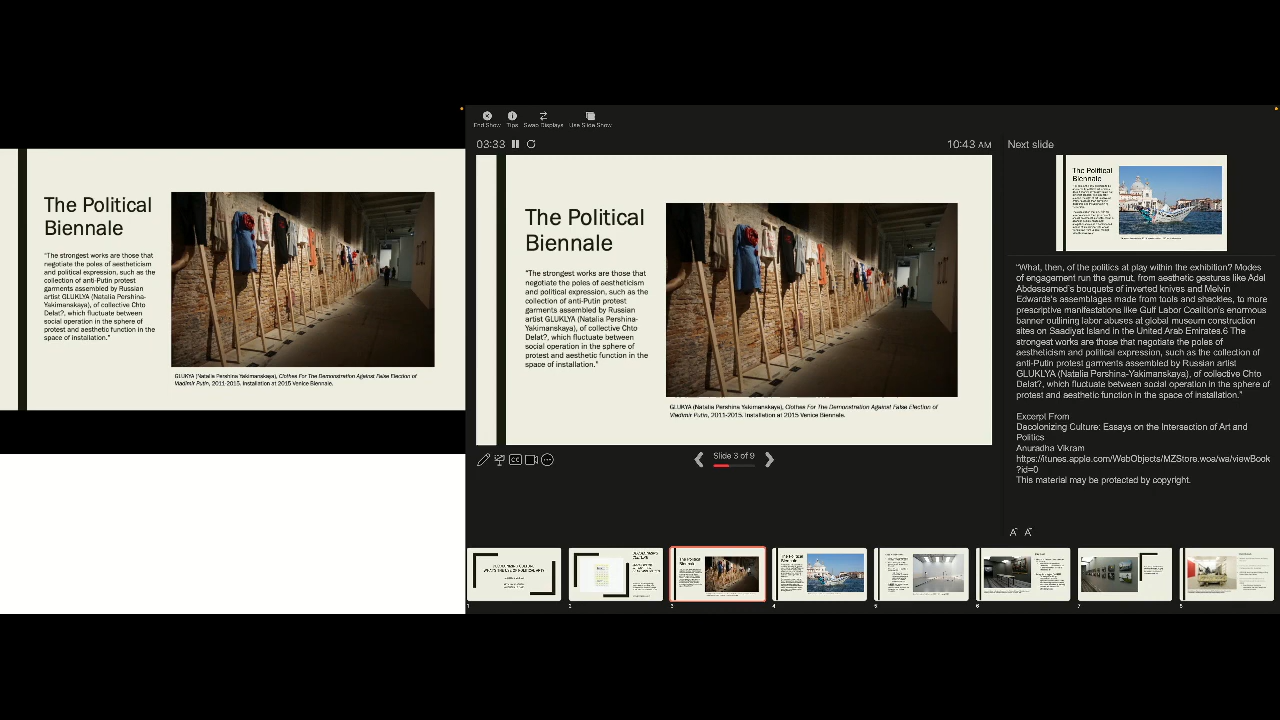 The Political
Biennale
"The strongest works are those that
negotiate the poles of aestheticism
and political expression, such as the
collection of anti-Putin protest
garments assembled by Russian
artist GLUKLYA (Natalia Pershina-
Yakimanskaya), of collective Chto
Delat?, which fluctuate between
social operation in the sphere of
protest and aesthetic function in the
space of installation."
GLUKYA (Natalia Pershina Yakimanskaya), Clothes For The Demonstration Against False Election of
Vladimir Putin, 2011-2015. Installation at 2015 Venice Biennale.
End Show Tips Swap Displays Use Slide Show
03:33
10:43 AM
The Political
Biennale
"The strongest works are those that
negotiate the poles of aestheticism
and political expression, such as the
collection of anti-Putin protest
garments assembled by Russian
artist GLUKLYA (Natalia Pershina-
Yakimanskaya), of collective Chto
Delat?, which fluctuate between
social operation in the sphere of
protest and aesthetic function in the
space of installation."
GLUKYA (Natalia Pershina Yakimanskaya), Clothes For The Demonstration Against False Election of
Vladimir Putin, 2011-2015. Installation at 2015 Venice Biennale.
Slide 3 of 9
Next slide
The Political
Biennale
"What, then, of the politics at play within the exhibition? Modes
of engagement run the gamut, from aesthetic gestures like Adel
Abdessemed's bouquets of inverted knives and Melvin
Edwards's assemblages made from tools and shackles, to more
prescriptive manifestations like Gulf Labor Coalition's enormous
banner outlining labor abuses at global museum construction
sites on Saadiyat Island in the United Arab Emirates.6 The
strongest works are those that negotiate the poles of
aestheticism and political expression, such as the collection of
anti-Putin protest garments assembled by Russian artist
GLUKLYA (Natalia Pershina-Yakimanskaya), of collective Chto
Delat?, which fluctuate between social operation in the sphere of
protest and aesthetic function in the space of installation."
Excerpt From
Dacolonizing Culture: Essays on the Intersection of Art and
Politics
Anuradha Vikram
https://itunes.apple.com/WebObjects/MZStore.woa/wa/viewBook
?id=0
This material may be protected by copyright.
The Political
Biennale
The Political
Biennale
1 2 3 4 5 6 7 8